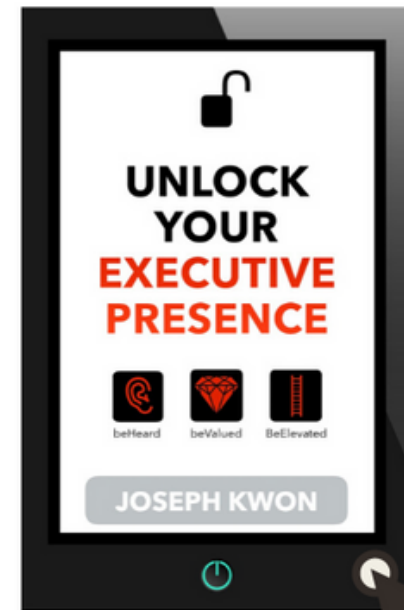 UNLOCK
YOUR
EXECUTIVE
PRESENCE
beHeard beValued BeElevated
JOSEPH KWON